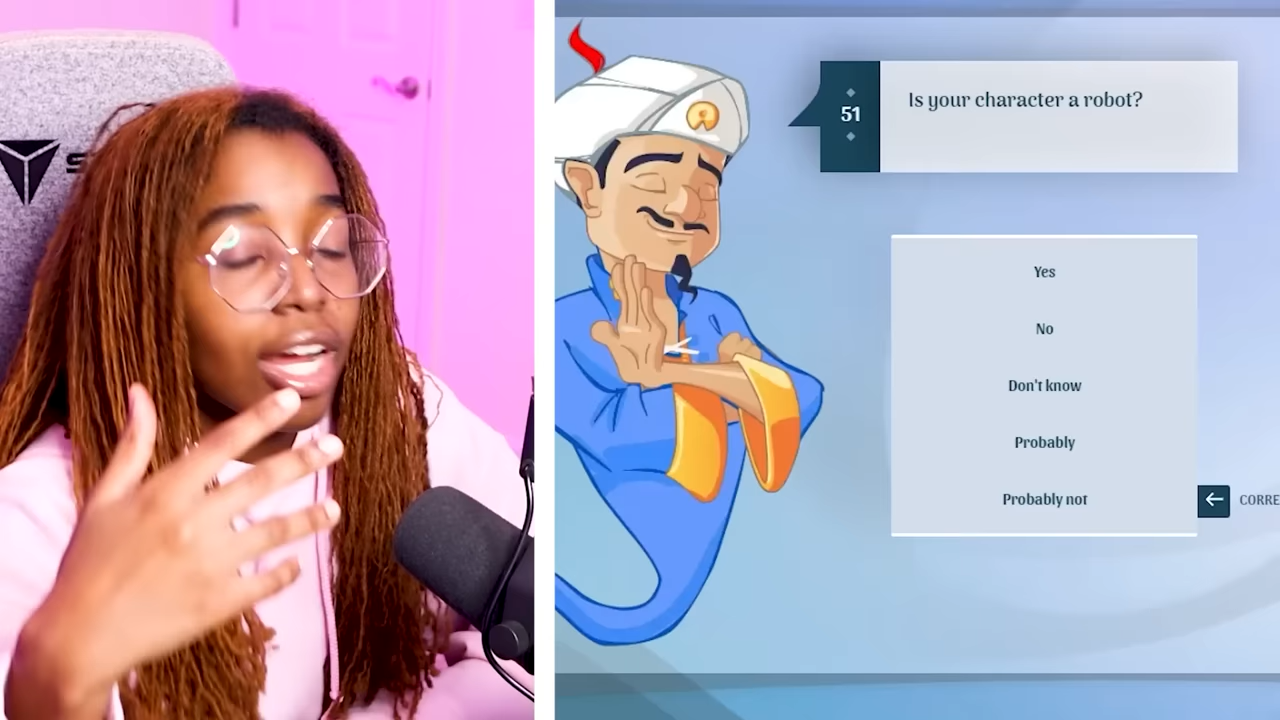 51
Is your character a robot?
Yes
No
Don't know
Probably
Probably not
CORRE